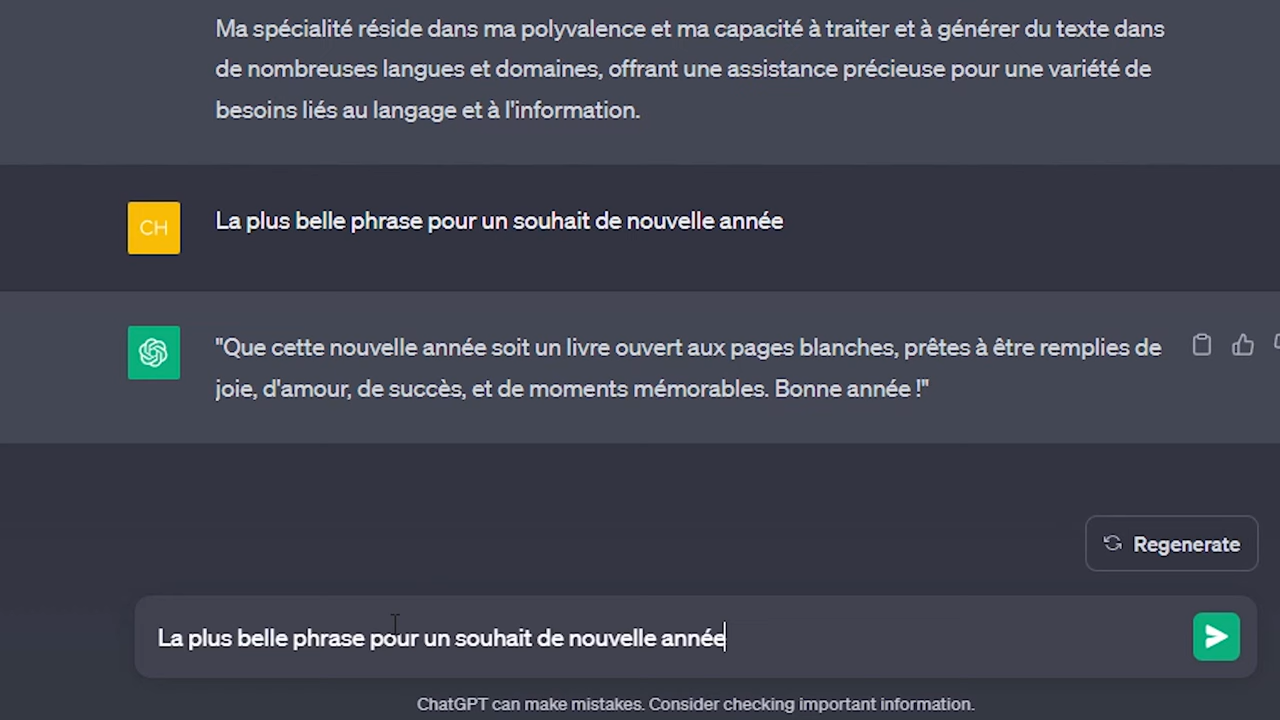 Ma spécialité réside dans ma polyvalence et ma capacité à traiter et à générer du texte dans
de nombreuses langues et domaines, offrant une assistance précieuse pour une variété de
besoins liés au langage et à l'information.
CH
La plus belle phrase pour un souhait de nouvelle année
"Que cette nouvelle année soit un livre ouvert aux pages blanches, prêtes à être remplies de
joie, d'amour, de succès, et de moments mémorables. Bonne année !"
Regenerate
La plus belle phrase pour un souhait de nouvelle année
ChatGPT can make mistakes. Consider checking important information.